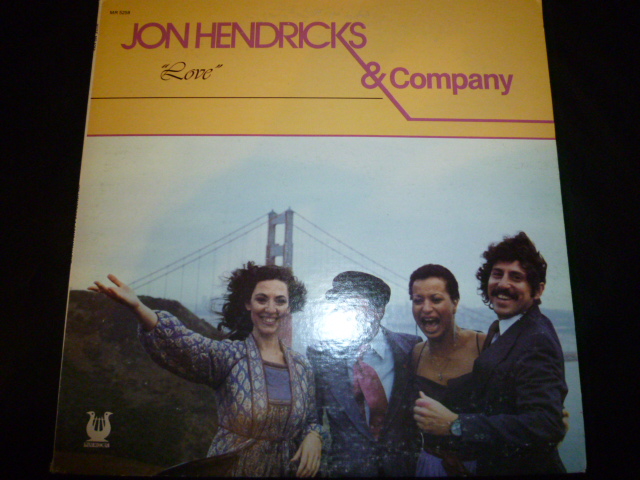 JON HENDRICKS
"Love"
& Company